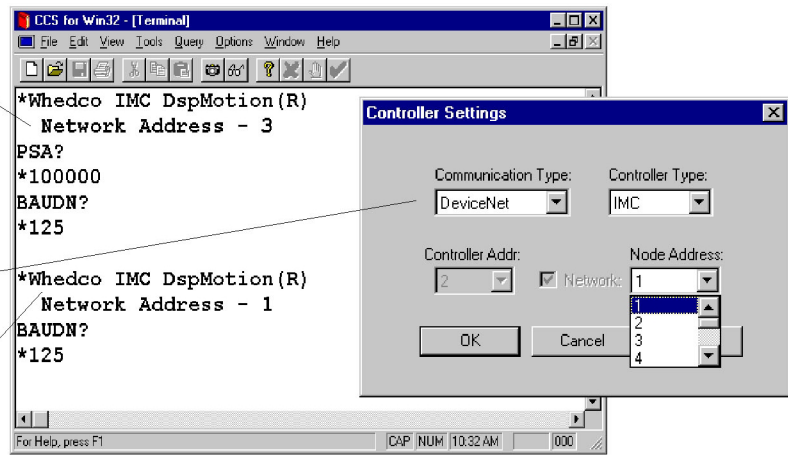 CCS for Win32 - [Terminal]
File Edit View Tools Query Options Window Help
*Whedco IMC DspMotion(R)
Network Address - 3
PSA?
*100000
BAUDN?
*125
*Whedco IMC DspMotion(R)
Network Address - 1
BAUDN?
*125
For Help, press F1
CAP NUM 10:32 AM 000
Controller Settings
Communication Type: Controller Type:
DeviceNet IMC
Controller Addr: Node Address:
2 Network: 1
1
2
3
4
OK Cancel